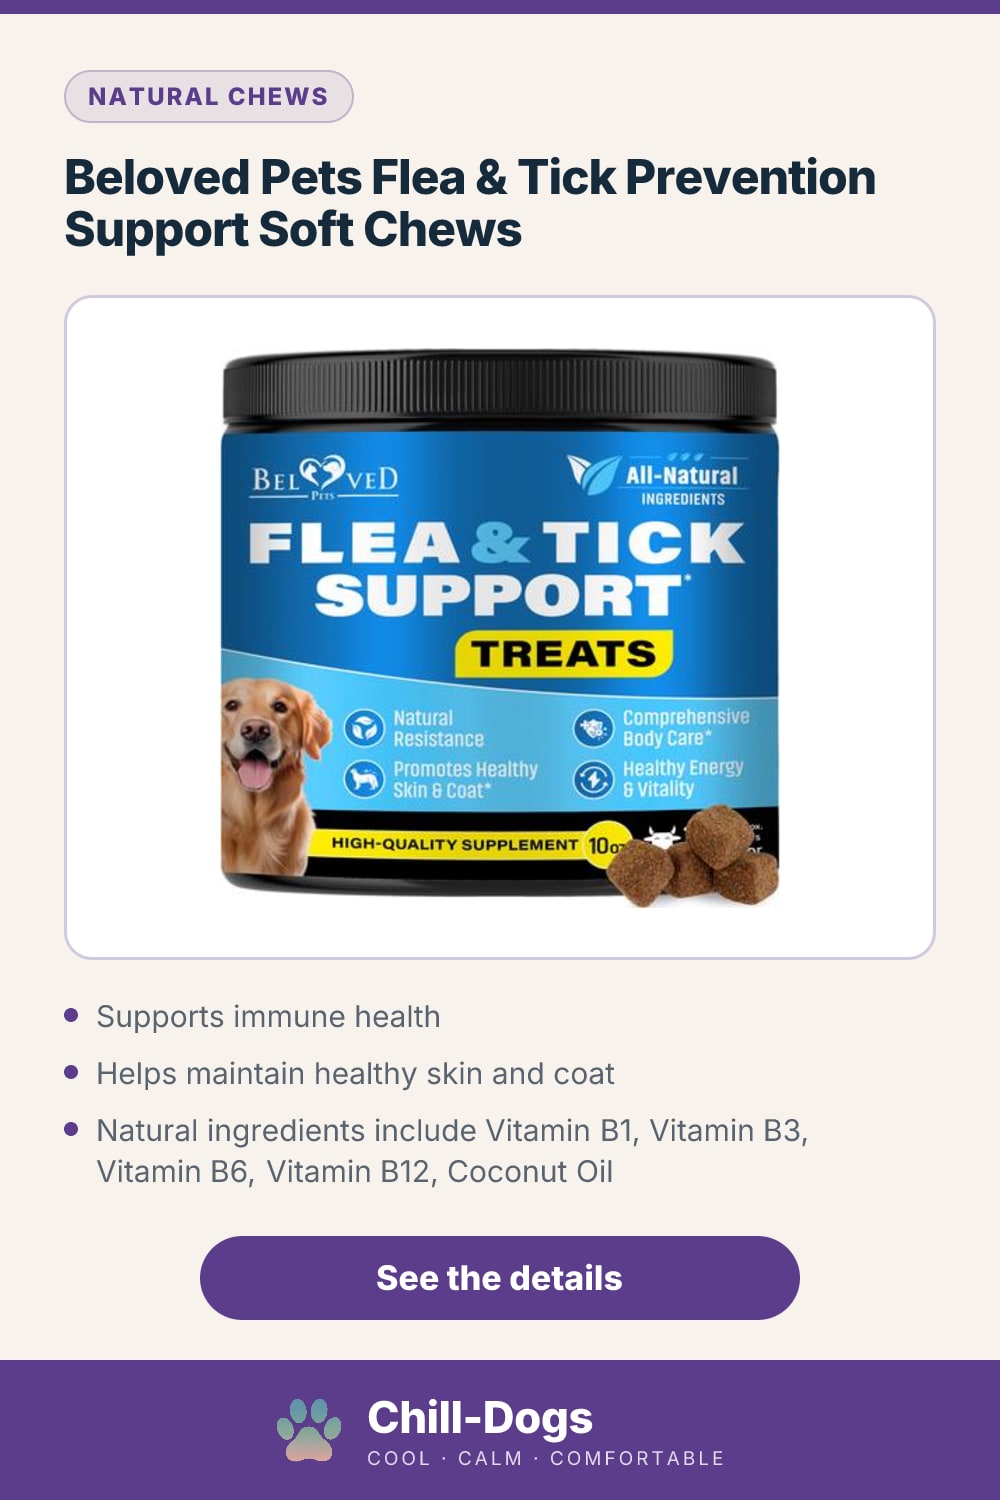 NATURAL CHEWS
Beloved Pets Flea & Tick Prevention
Support Soft Chews
BELOVED
PETS
All-Natural
INGREDIENTS
FLEA & TICK
SUPPORT*
TREATS
Natural
Resistance
Comprehensive
Body Care*
Promotes Healthy
Skin & Coat*
Healthy Energy
& Vitality
HIGH-QUALITY SUPPLEMENT
10oz
Supports immune health
Helps maintain healthy skin and coat
Natural ingredients include Vitamin B1, Vitamin B3,
Vitamin B6, Vitamin B12, Coconut Oil
See the details
Chill-Dogs
COOL · CALM · COMFORTABLE